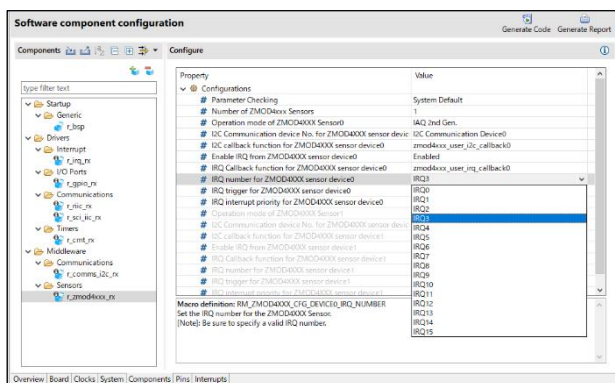 Software component configuration
Generate Code Generate Report
Components
Configure
type filter text
Startup
Generic
r_bsp
Drivers
Interrupt
r_irq_rx
I/O Ports
r_gpio_rx
Communications
r_riic_rx
r_sci_iic_rx
Timers
r_cmt_rx
Middleware
Communications
r_comms_i2c_rx
Sensors
r_zmod4xxx_rx
Property Value
Configurations
# Parameter Checking System Default
# Number of ZMOD4xxx Sensors 1
# Operation mode of ZMOD4XXX Sensor0 IAQ 2nd Gen.
# I2C Communication device No. for ZMOD4XXX sensor devic I2C Communication Device0
# I2C callback function for ZMOD4XXX sensor device0 zmod4xxx_user_i2c_callback0
# Enable IRQ from ZMOD4XXX sensor device0 Enabled
# IRQ Callback function for ZMOD4XXX sensor device0 zmod4xxx_user_irq_callback0
# IRQ number for ZMOD4XXX sensor device0 IRQ3
# IRQ trigger for ZMOD4XXX sensor device0 IRQ0
# IRQ interrupt priority for ZMOD4XXX sensor device0 IRQ1
# Operation mode of ZMOD4XXX Sensor1 IRQ2
# I2C Communication device No. for ZMOD4XXX sensor devic IRQ3
# I2C callback function for ZMOD4XXX sensor device1 IRQ4
# Enable IRQ from ZMOD4XXX sensor device1 IRQ5
# IRQ Callback function for ZMOD4XXX sensor device1 IRQ6
# IRQ number for ZMOD4XXX sensor device1 IRQ7
# IRQ trigger for ZMOD4XXX sensor device1 IRQ8
# IRQ interrupt priority for ZMOD4XXX sensor device1 IRQ9
IRQ10
IRQ11
Macro definition: RM_ZMOD4XXX_CFG_DEVICE0_IRQ_NUMBER IRQ12
Set the IRQ number for the ZMOD4XXX Sensor. IRQ13
[Note]: Be sure to specify a valid IRQ number. IRQ14
IRQ15
Overview Board Clocks System Components Pins Interrupts